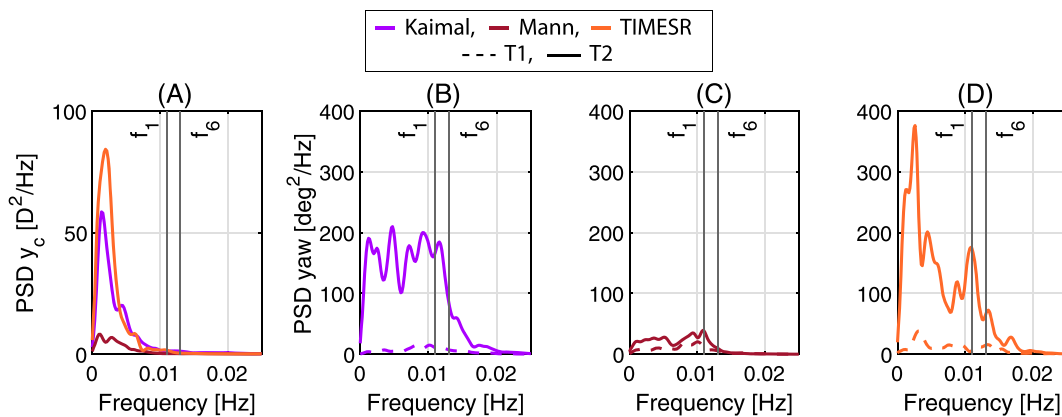 Kaimal, Mann, TIMESR
T1, T2
(A) (B) (C) (D)
PSD y_c [D²/Hz]
100
50
0
f_1 f_6
0 0.01 0.02
Frequency [Hz]
PSD yaw [deg²/Hz]
400
300
200
100
0
f_1 f_6
0 0.01 0.02
Frequency [Hz]
400
300
200
100
0
f_1 f_6
0 0.01 0.02
Frequency [Hz]
400
300
200
100
0
f_1 f_6
0 0.01 0.02
Frequency [Hz]